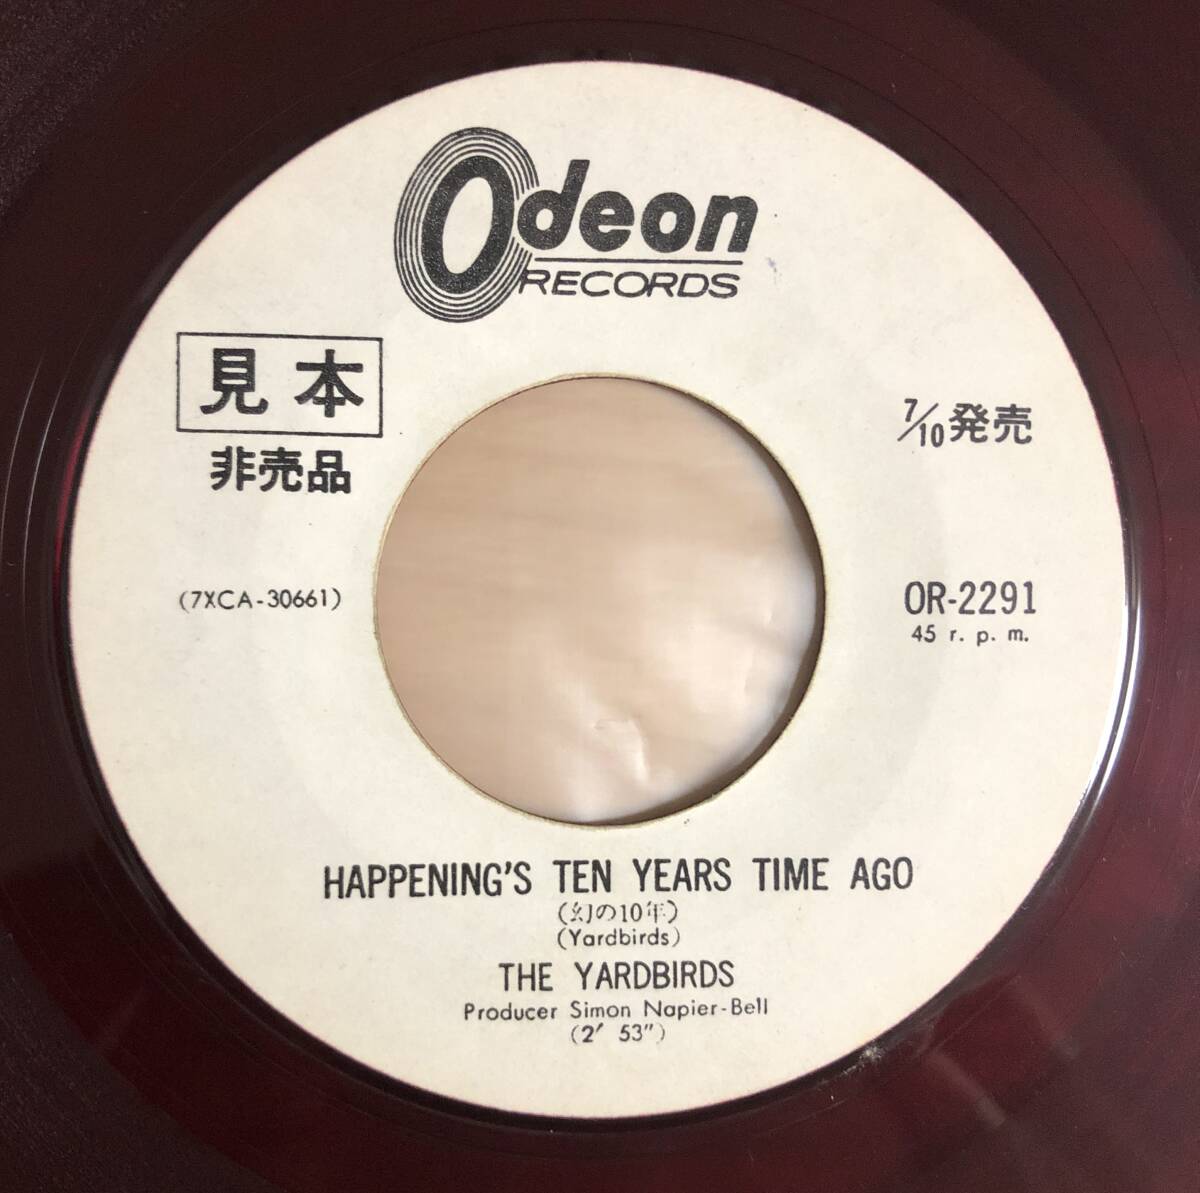 Odeon
RECORDS
見本
非売品
7/10発売
(7XCA-30661)
OR-2291
45 r. p. m.
HAPPENING'S TEN YEARS TIME AGO
(幻の10年)
(Yardbirds)
THE YARDBIRDS
Producer Simon Napier-Bell
(2′ 53″)